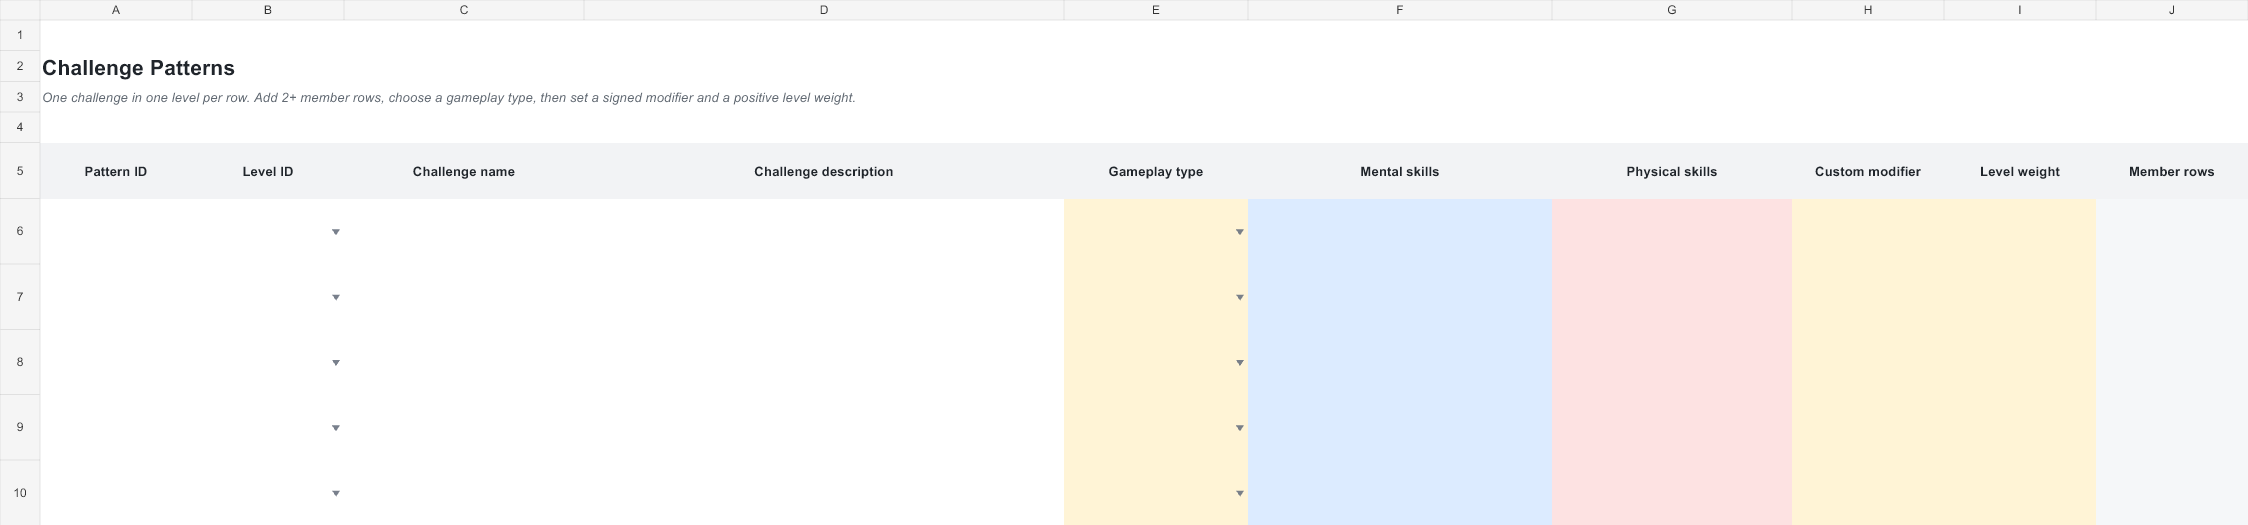 A B C D E F G H I J
1
2 Challenge Patterns
3 One challenge in one level per row. Add 2+ member rows, choose a gameplay type, then set a signed modifier and a positive level weight.
4
5 Pattern ID Level ID Challenge name Challenge description Gameplay type Mental skills Physical skills Custom modifier Level weight Member rows
6
7
8
9
10